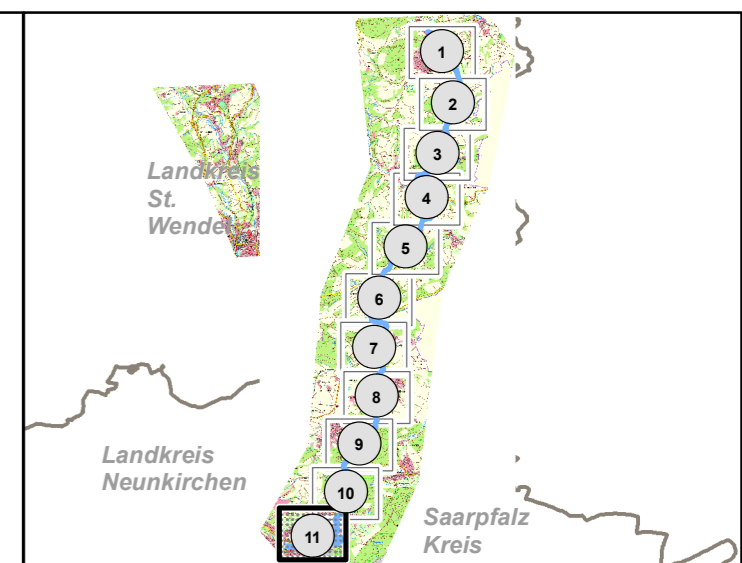 1
2
3
Landkreis
St.
Wendel
4
5
6
7
8
9
Landkreis
Neunkirchen
10
Saarpfalz
Kreis
11